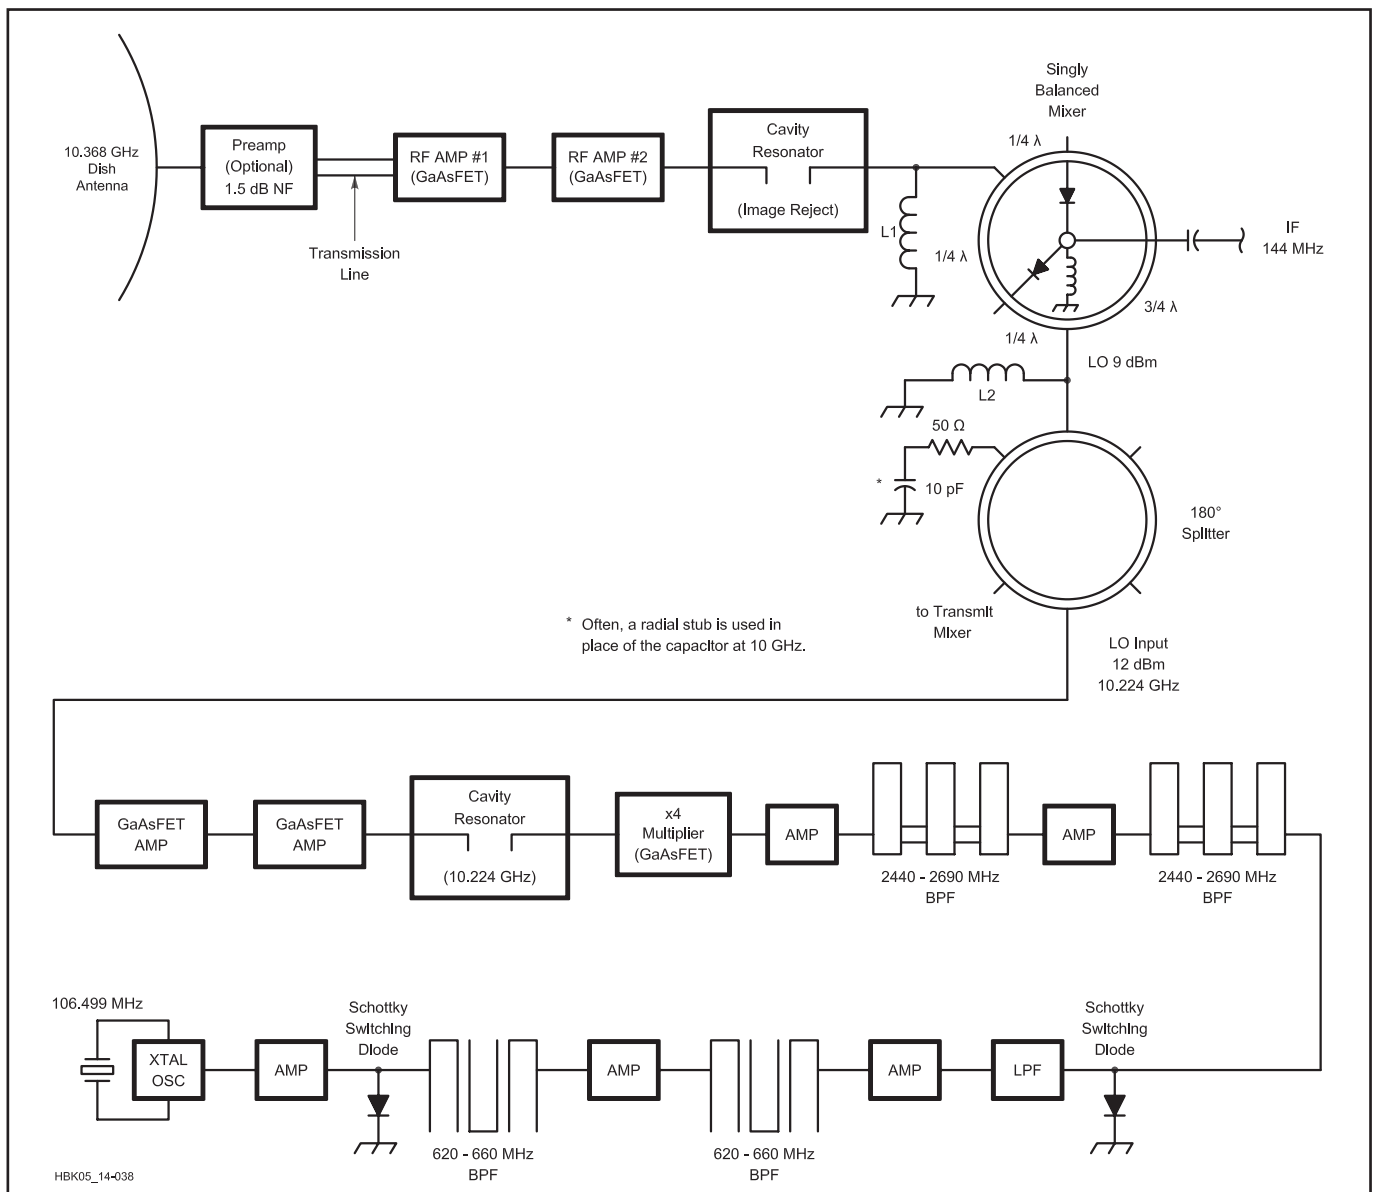 10.368 GHz
Dish
Antenna
Preamp
(Optional)
1.5 dB NF
Transmission
Line
RF AMP #1
(GaAsFET)
RF AMP #2
(GaAsFET)
Cavity
Resonator
(Image Reject)
L1
Singly
Balanced
Mixer
1/4 λ
1/4 λ
1/4 λ
3/4 λ
IF
144 MHz
LO 9 dBm
L2
50 Ω
*
10 pF
180°
Splitter
to Transmit
Mixer
* Often, a radial stub is used in
place of the capacitor at 10 GHz.
LO Input
12 dBm
10.224 GHz
GaAsFET
AMP
GaAsFET
AMP
Cavity
Resonator
(10.224 GHz)
x4
Multiplier
(GaAsFET)
AMP
2440 - 2690 MHz
BPF
AMP
2440 - 2690 MHz
BPF
106.499 MHz
XTAL
OSC
AMP
Schottky
Switching
Diode
620 - 660 MHz
BPF
AMP
620 - 660 MHz
BPF
AMP
LPF
Schottky
Switching
Diode
HBK05_14-038